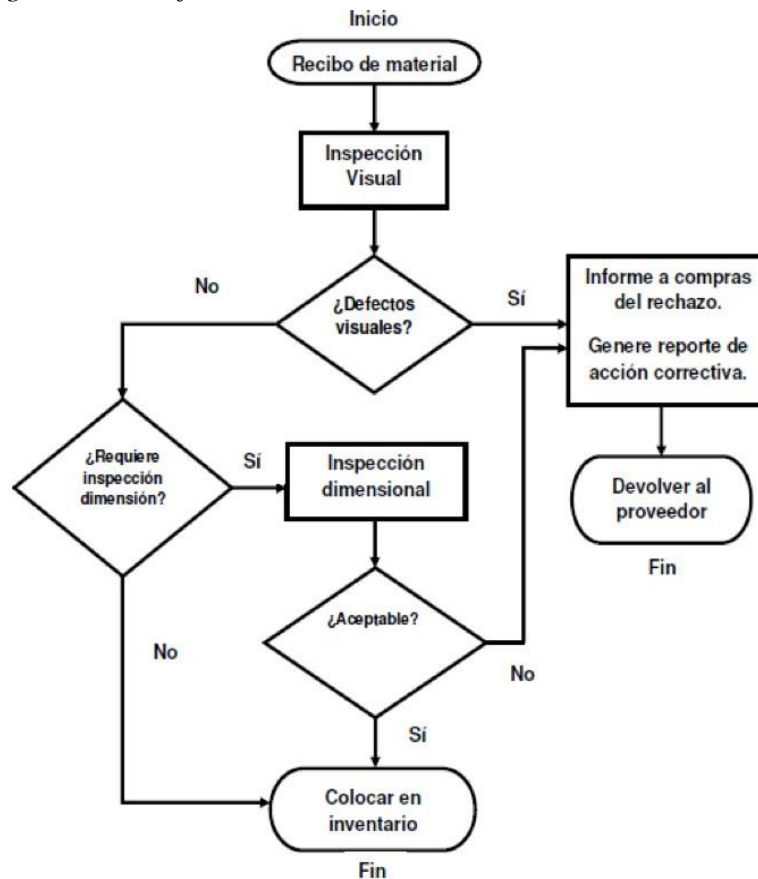 Inicio
Recibo de material
Inspección
Visual
¿Defectos
visuales?
No
Sí
Informe a compras
del rechazo.
Genere reporte de
acción correctiva.
¿Requiere
inspección
dimensión?
Sí
Inspección
dimensional
Devolver al
proveedor
Fin
¿Aceptable?
No
No
Sí
Colocar en
inventario
Fin